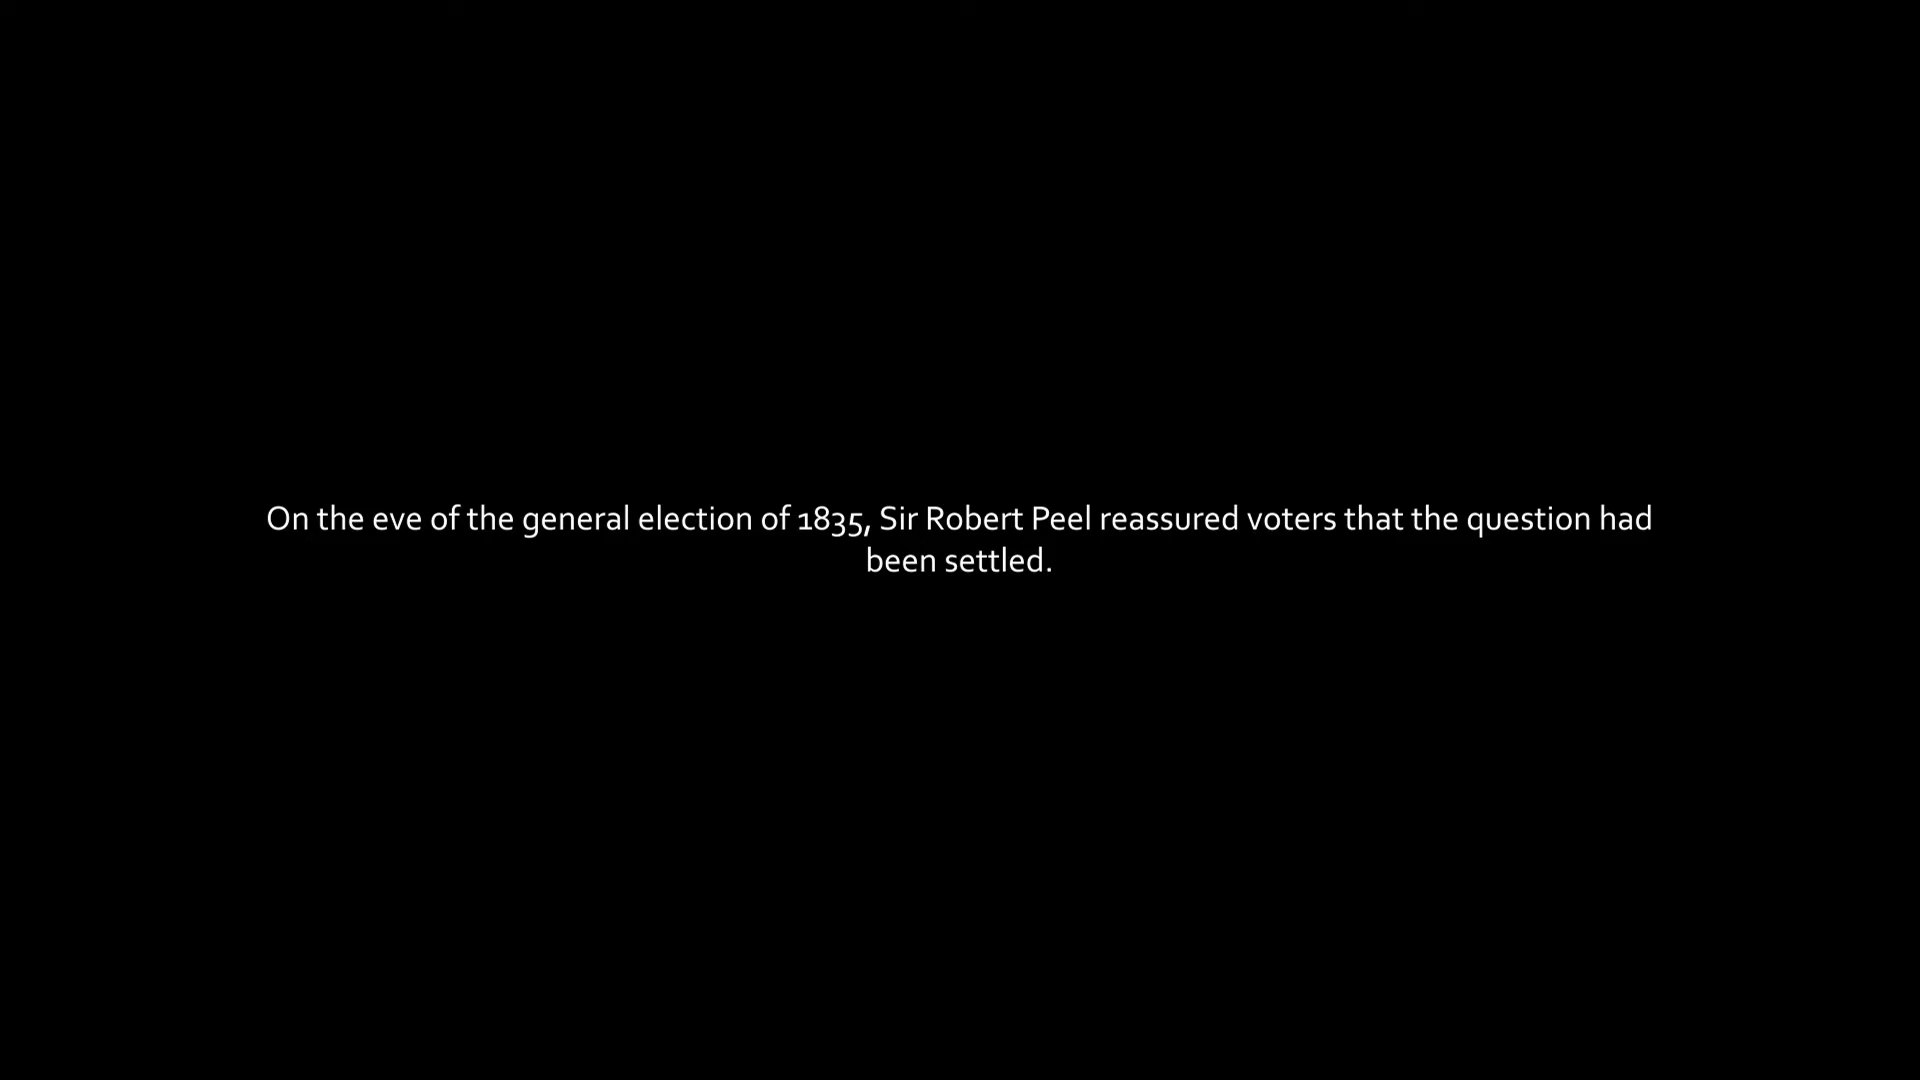 On the eve of the general election of 1835, Sir Robert Peel reassured voters that the question had
been settled.